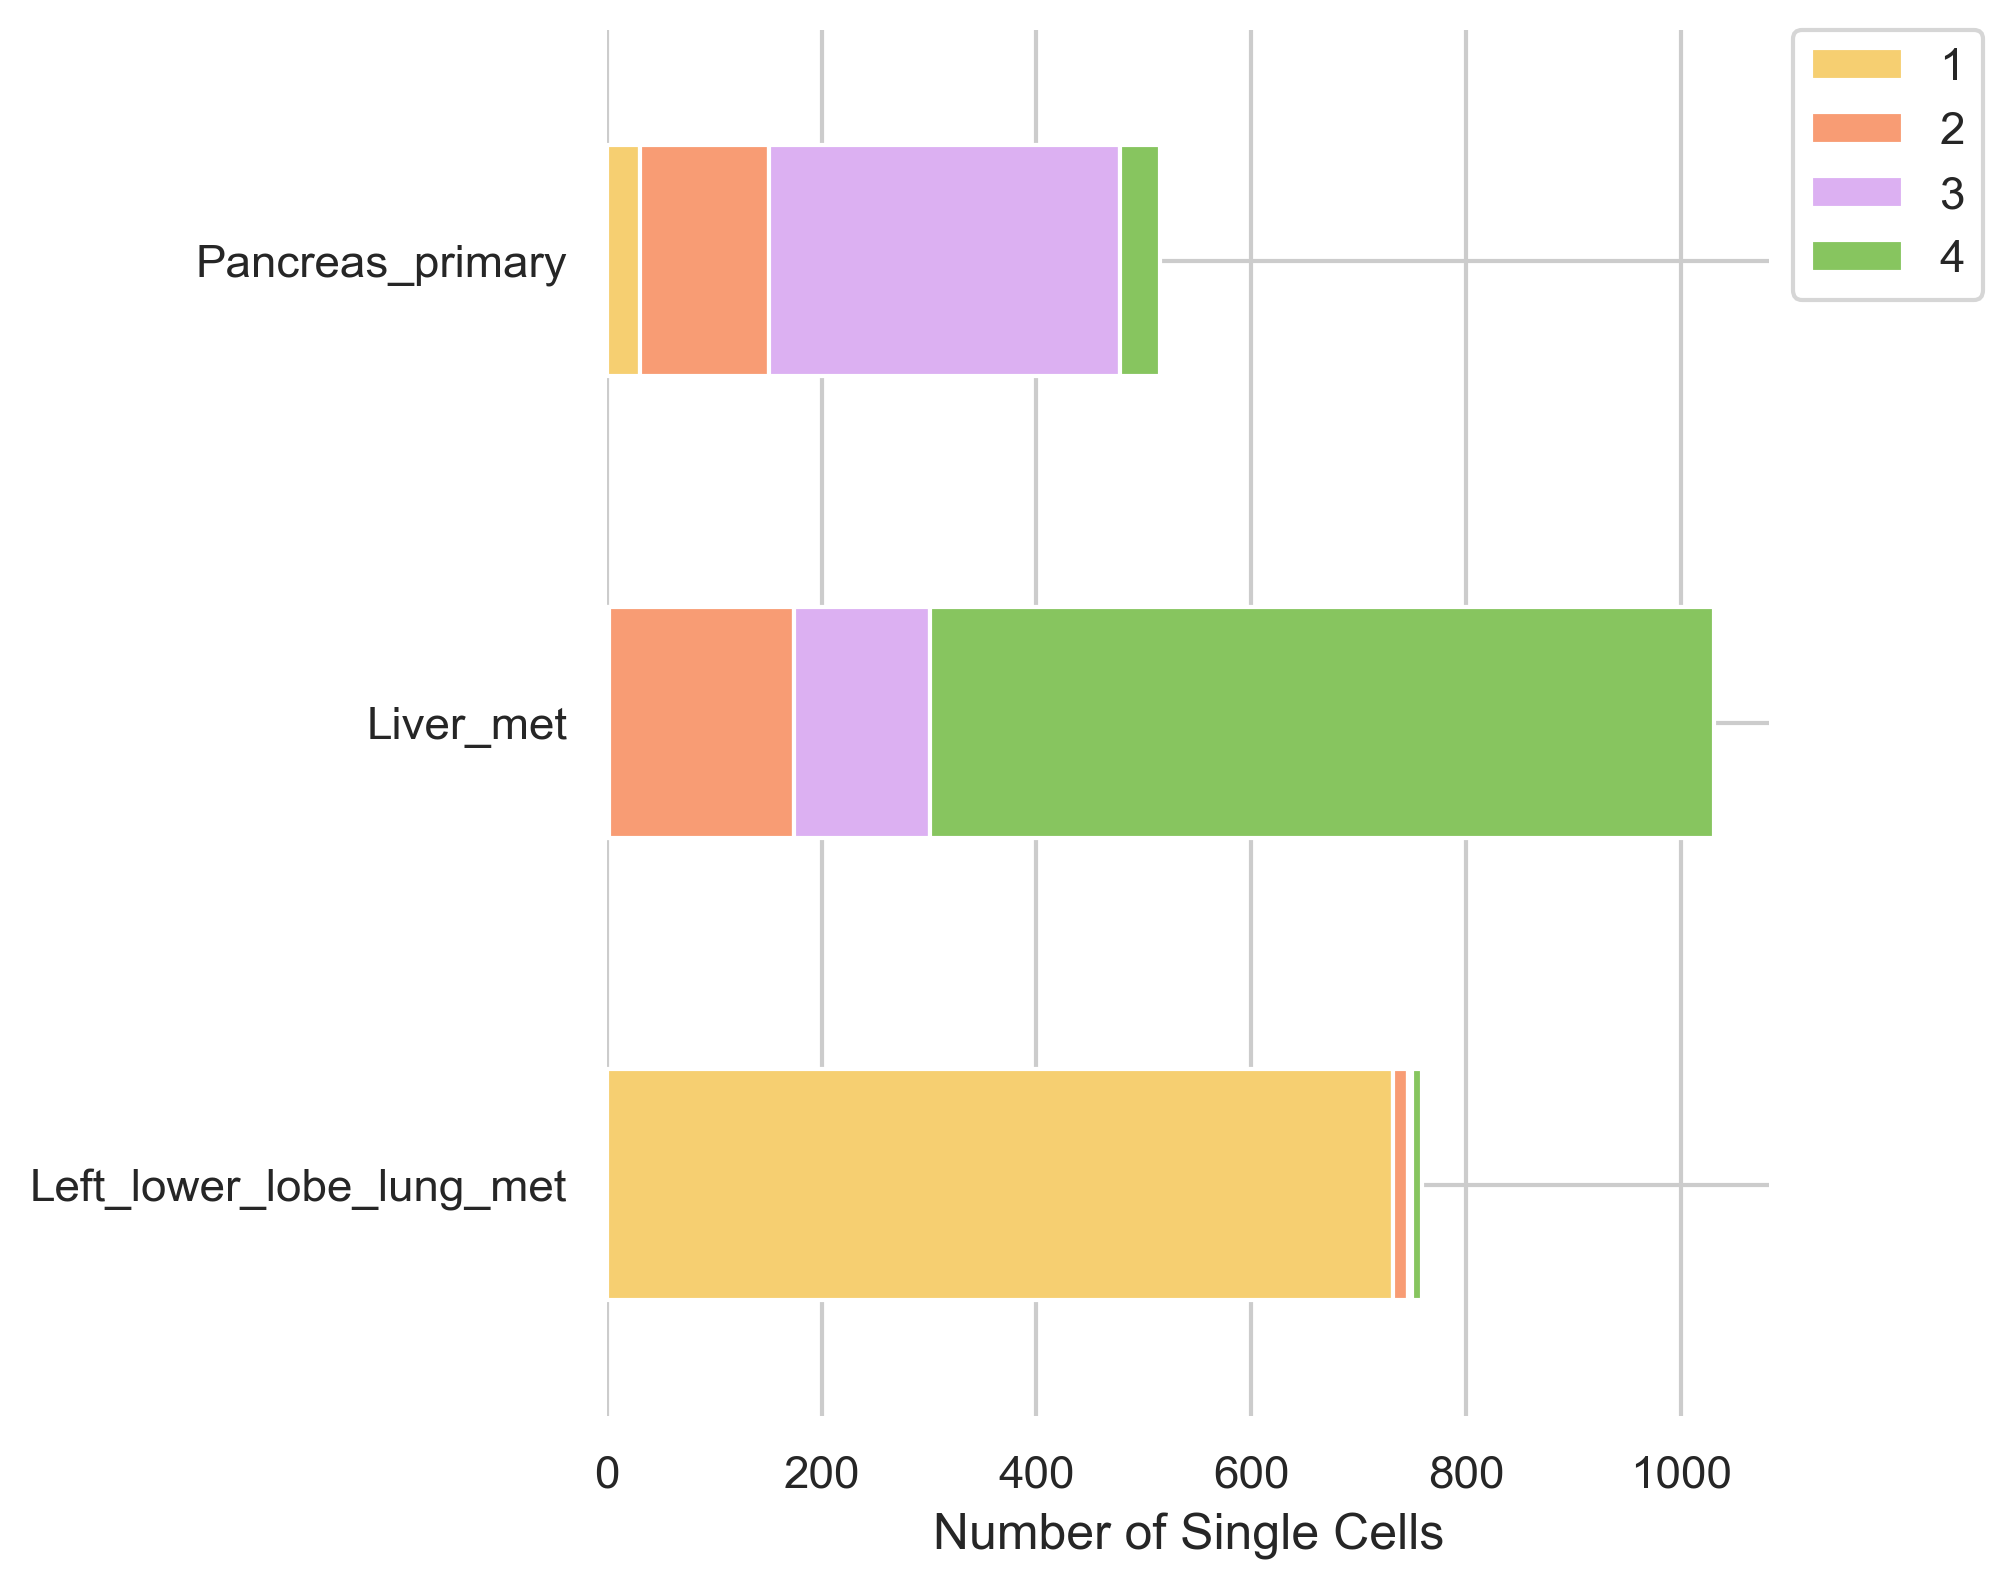 1
2
3
4
Pancreas_primary
Liver_met
Left_lower_lobe_lung_met
0 200 400 600 800 1000
Number of Single Cells